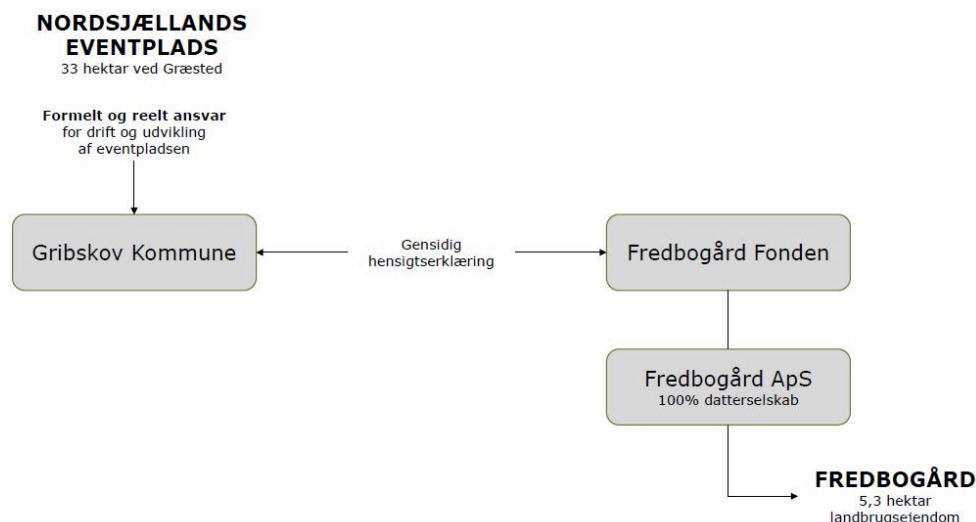 NORDSJÆLLANDS
EVENTPLADS
33 hektar ved Græsted
Formelt og reelt ansvar
for drift og udvikling
af eventpladsen
Gribskov Kommune
Gensidig
hensigtserklæring
Fredbogård Fonden
Fredbogård ApS
100% datterselskab
FREDBOGÅRD
5,3 hektar
landbrugsejendom